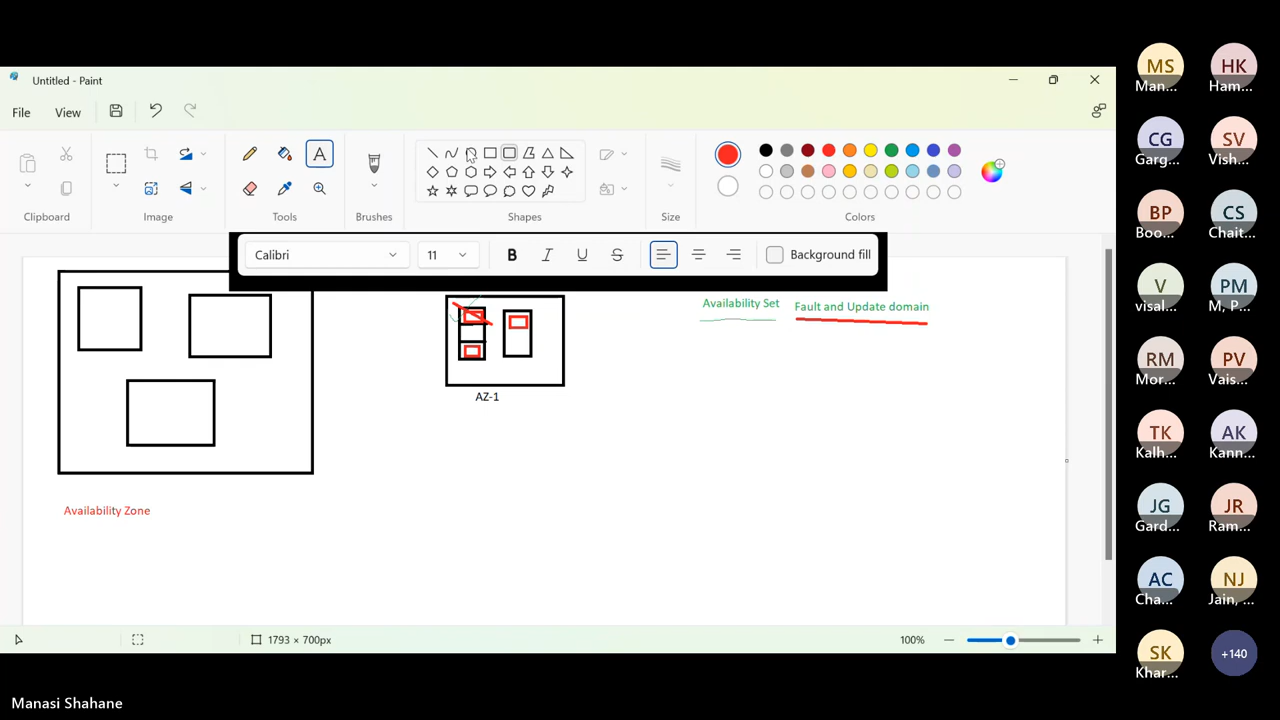 Untitled - Paint
File
View
Clipboard
Image
Tools
Brushes
Shapes
Size
Colors
Calibri
11
B
I
U
S
Background fill
Availability Set
Fault and Update domain
AZ-1
Availability Zone
1793 × 700px
100%
MS
Man...
HK
Ham...
CG
Garg...
SV
Vish...
BP
Boo...
CS
Chait...
V
visal...
PM
M, P...
RM
Mor...
PV
Vais...
TK
Kalh...
AK
Kann...
JG
Gard...
JR
Ram...
AC
Cha...
NJ
Jain, ...
SK
Khar...
+140
Manasi Shahane